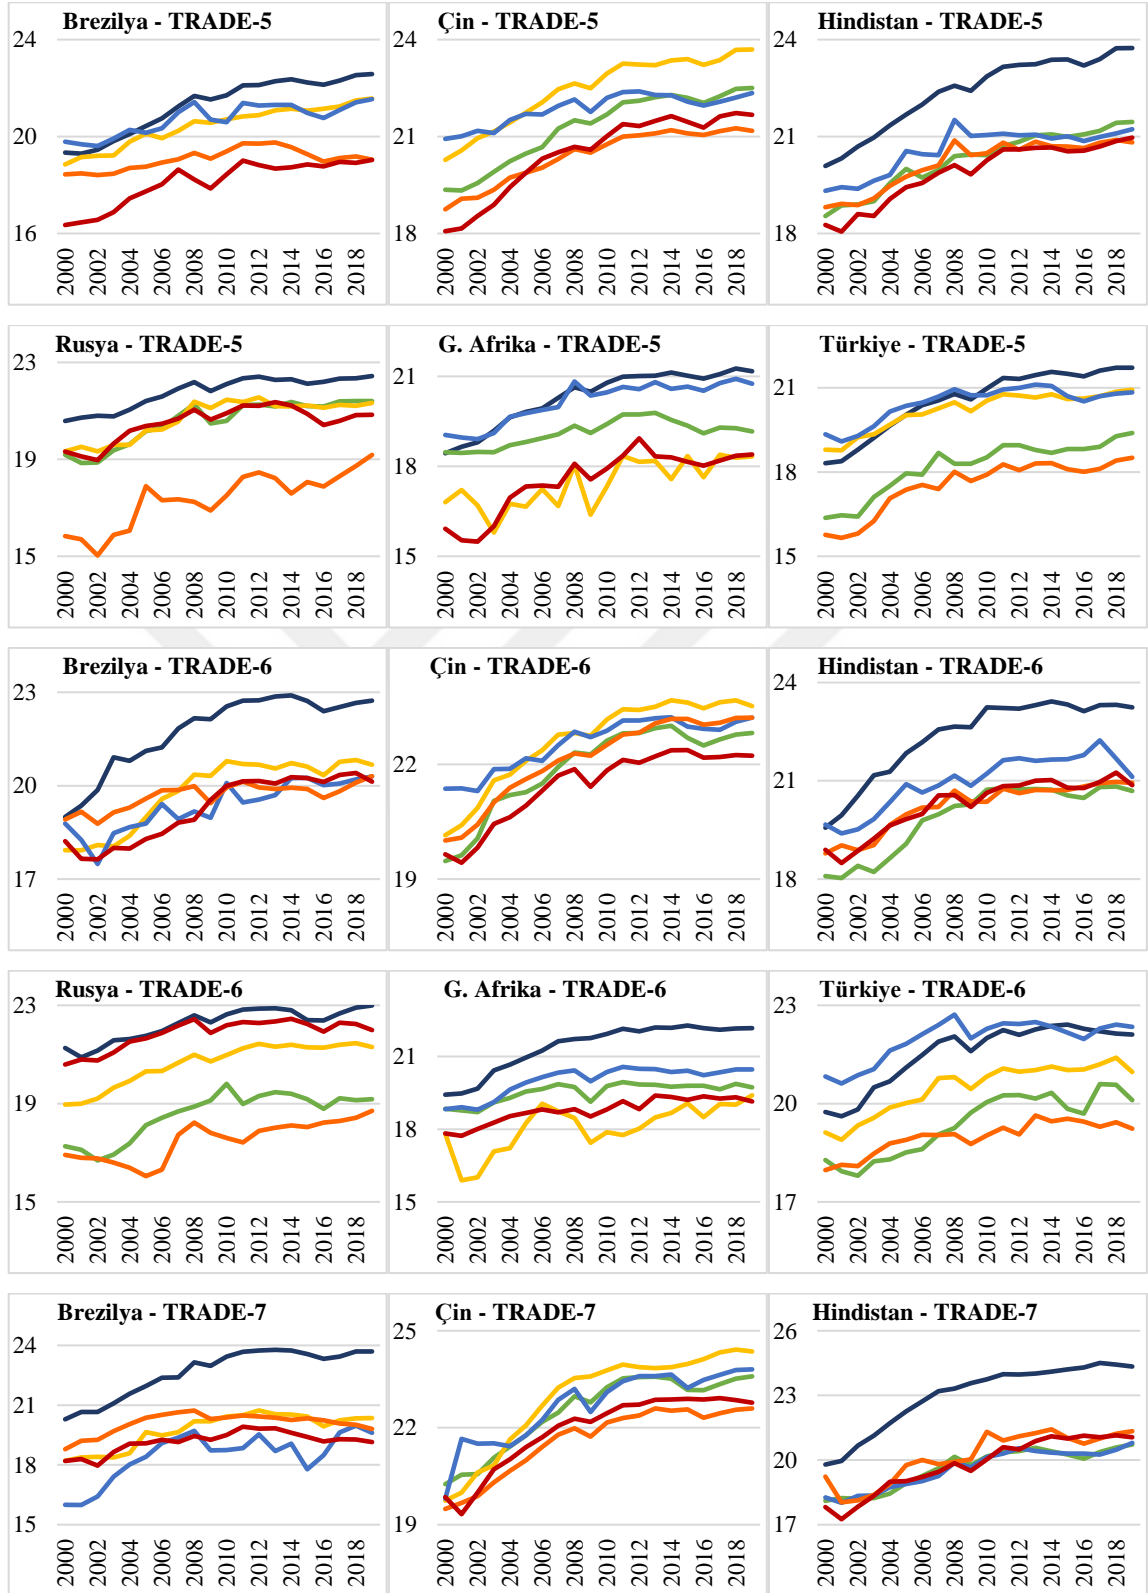 Brezilya - TRADE-5
24
20
16
2000 2002 2004 2006 2008 2010 2012 2014 2016 2018
Çin - TRADE-5
24
21
18
2000 2002 2004 2006 2008 2010 2012 2014 2016 2018
Hindistan - TRADE-5
24
21
18
2000 2002 2004 2006 2008 2010 2012 2014 2016 2018
Rusya - TRADE-5
23
19
15
2000 2002 2004 2006 2008 2010 2012 2014 2016 2018
G. Afrika - TRADE-5
21
18
15
2000 2002 2004 2006 2008 2010 2012 2014 2016 2018
Türkiye - TRADE-5
21
18
15
2000 2002 2004 2006 2008 2010 2012 2014 2016 2018
Brezilya - TRADE-6
23
20
17
2000 2002 2004 2006 2008 2010 2012 2014 2016 2018
Çin - TRADE-6
22
19
2000 2002 2004 2006 2008 2010 2012 2014 2016 2018
Hindistan - TRADE-6
24
21
18
2000 2002 2004 2006 2008 2010 2012 2014 2016 2018
Rusya - TRADE-6
23
19
15
2000 2002 2004 2006 2008 2010 2012 2014 2016 2018
G. Afrika - TRADE-6
21
18
15
2000 2002 2004 2006 2008 2010 2012 2014 2016 2018
Türkiye - TRADE-6
23
20
17
2000 2002 2004 2006 2008 2010 2012 2014 2016 2018
Brezilya - TRADE-7
24
21
18
15
2000 2002 2004 2006 2008 2010 2012 2014 2016 2018
Çin - TRADE-7
25
22
19
2000 2002 2004 2006 2008 2010 2012 2014 2016 2018
Hindistan - TRADE-7
26
23
20
17
2000 2002 2004 2006 2008 2010 2012 2014 2016 2018